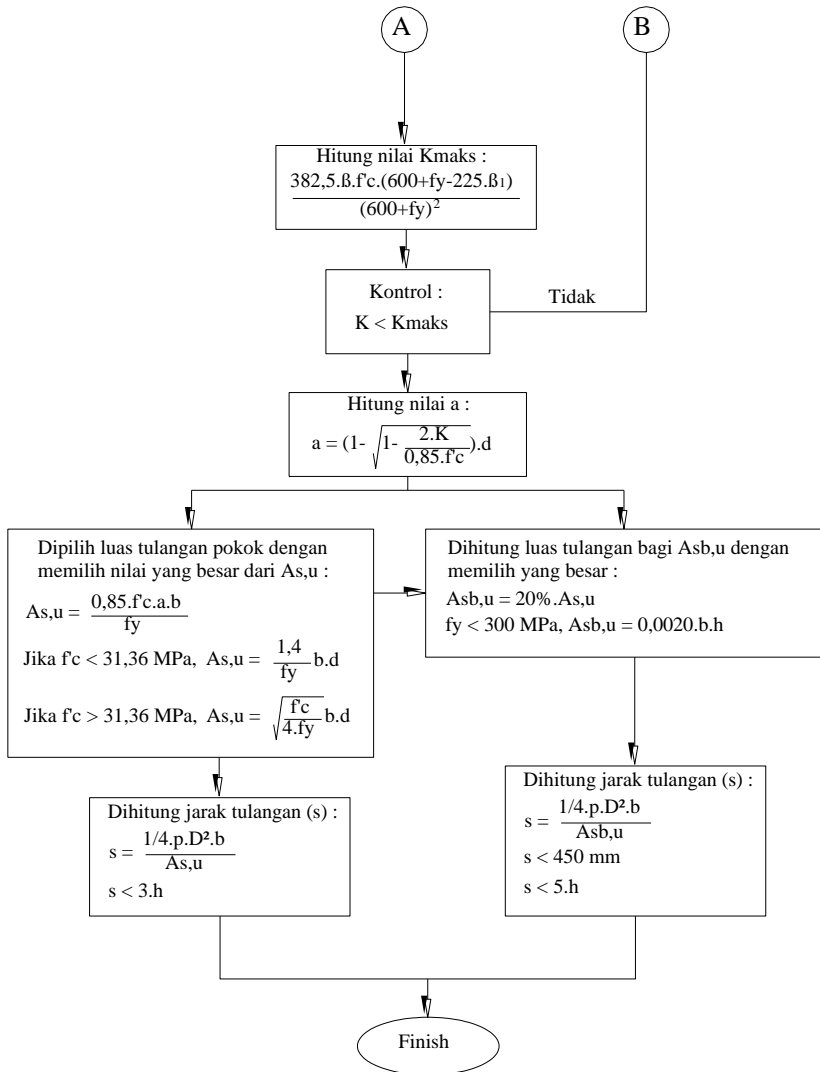 A
B
Hitung nilai Kmaks :
382,5.ß.f'c.(600+fy-225.ß₁)
(600+fy)²
Kontrol :
K < Kmaks
Tidak
Hitung nilai a :
a = (1- √1- 2.K / 0,85.f'c).d
Dipilih luas tulangan pokok dengan
memilih nilai yang besar dari As,u :
As,u = 0,85.f'c.a.b / fy
Jika f'c < 31,36 MPa, As,u = 1,4 / fy b.d
Jika f'c > 31,36 MPa, As,u = √f'c / 4.fy b.d
Dihitung luas tulangan bagi Asb,u dengan
memilih yang besar :
Asb,u = 20%.As,u
fy < 300 MPa, Asb,u = 0,0020.b.h
Dihitung jarak tulangan (s) :
s = 1/4.p.D².b / As,u
s < 3.h
Dihitung jarak tulangan (s) :
s = 1/4.p.D².b / Asb,u
s < 450 mm
s < 5.h
Finish